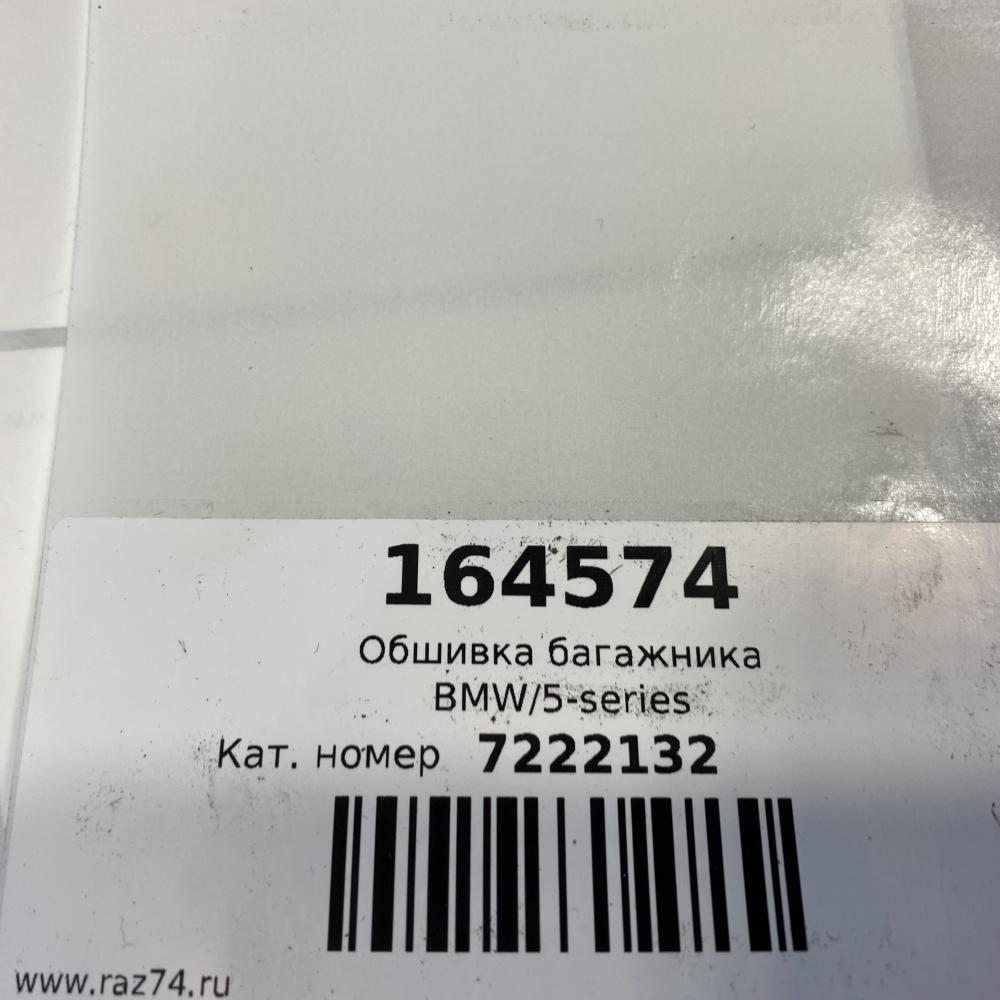 164574
Обшивка багажника
BMW/5-series
Кат. номер 7222132
www.raz74.ru